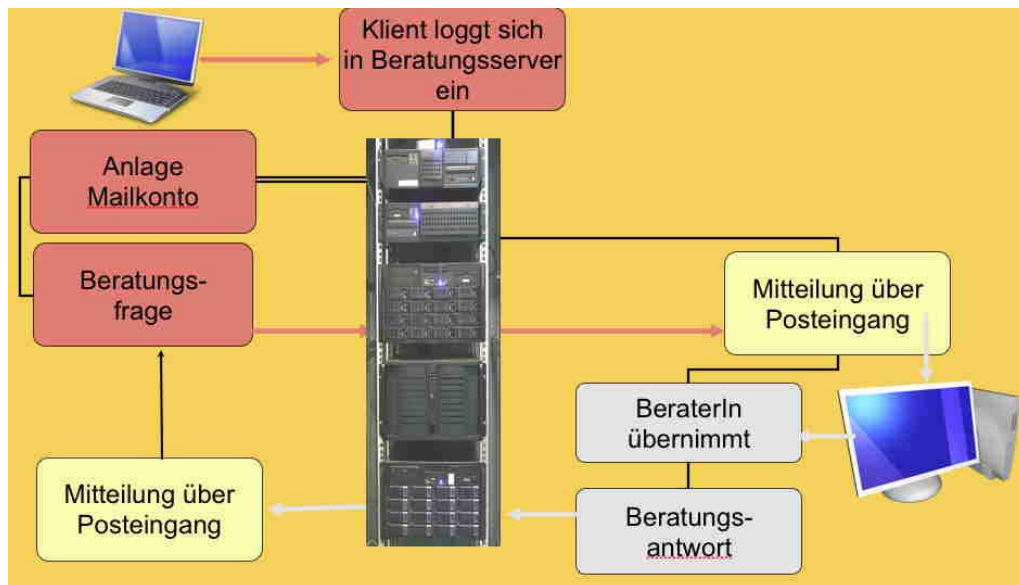 Klient loggt sich
in Beratungsserver
ein
Anlage
Mailkonto
Beratungs-
frage
Mitteilung über
Posteingang
BeraterIn
übernimmt
Mitteilung über
Posteingang
Beratungs-
antwort